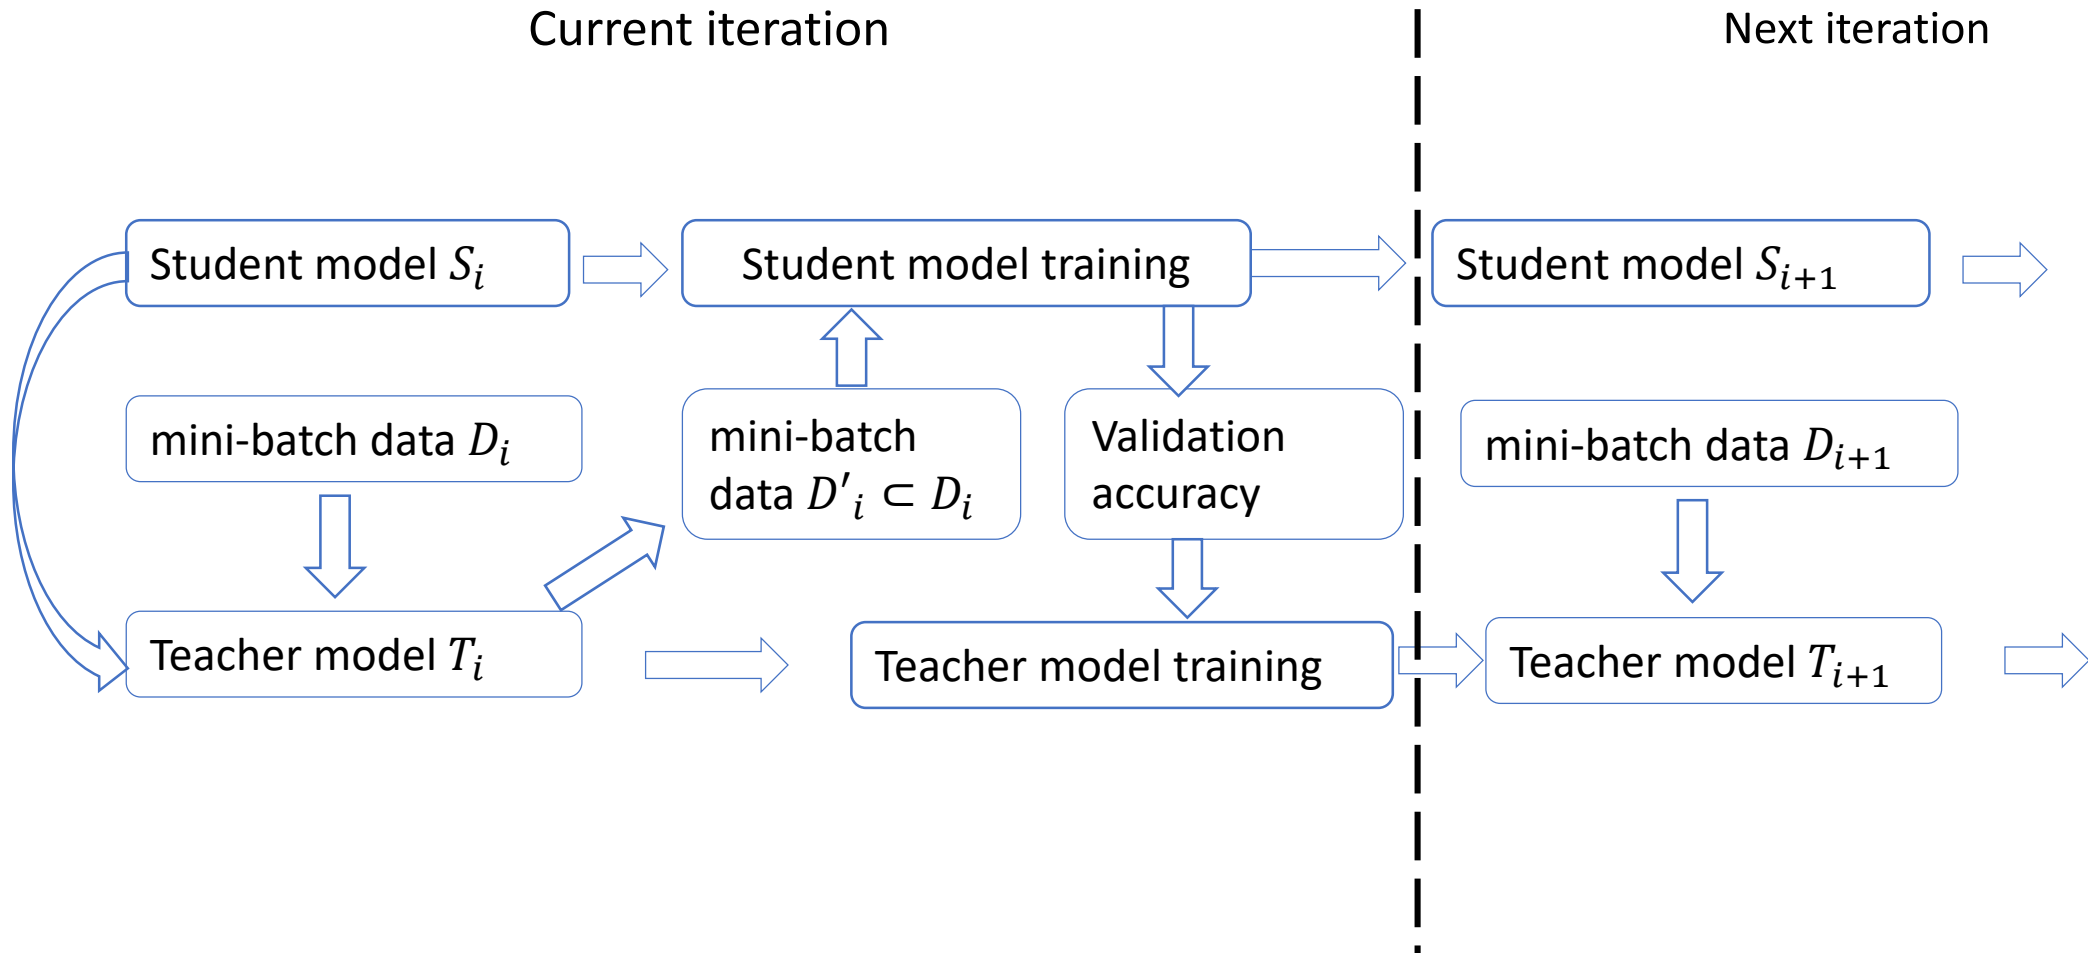 Current iteration
Next iteration
Student model S_i
Student model training
Student model S_{i+1}
mini-batch data D_i
mini-batch
data D'_i ⊂ D_i
Validation
accuracy
mini-batch data D_{i+1}
Teacher model T_i
Teacher model training
Teacher model T_{i+1}